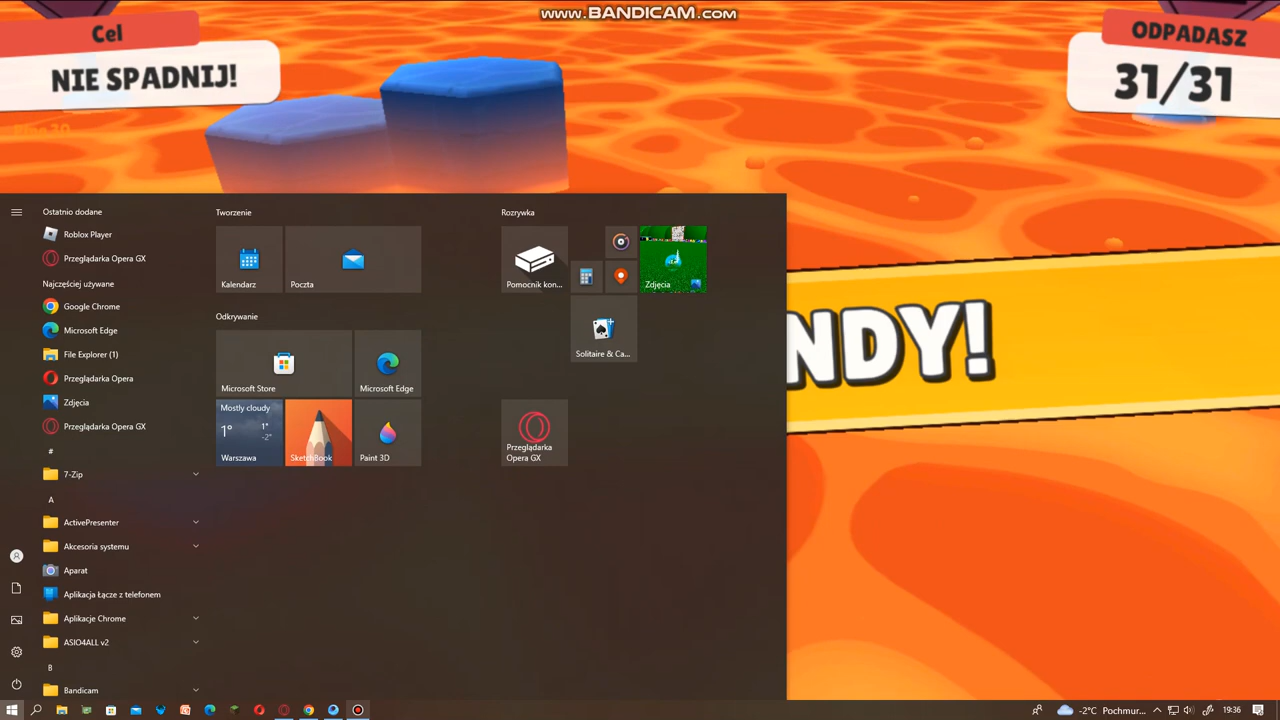 www.BANDICAM.com
Cel
NIE SPADNIJ!
ODPADASZ
31/31
NDY!
Ostatnio dodane
Roblox Player
Przeglądarka Opera GX
Najczęściej używane
Google Chrome
Microsoft Edge
File Explorer (1)
Przeglądarka Opera
Zdjęcia
Przeglądarka Opera GX
#
7-Zip
A
ActivePresenter
Akcesoria systemu
Aparat
Aplikacja Łącze z telefonem
Aplikacje Chrome
ASIO4ALL v2
B
Bandicam
Tworzenie
Kalendarz
Poczta
Odkrywanie
Microsoft Store
Microsoft Edge
Mostly cloudy
1°
1°
-2°
Warszawa
SketchBook
Paint 3D
Rozrywka
Pomocnik kon...
Zdjęcia
Solitaire & Ca...
Przeglądarka
Opera GX
-2°C Pochmur...
19:36